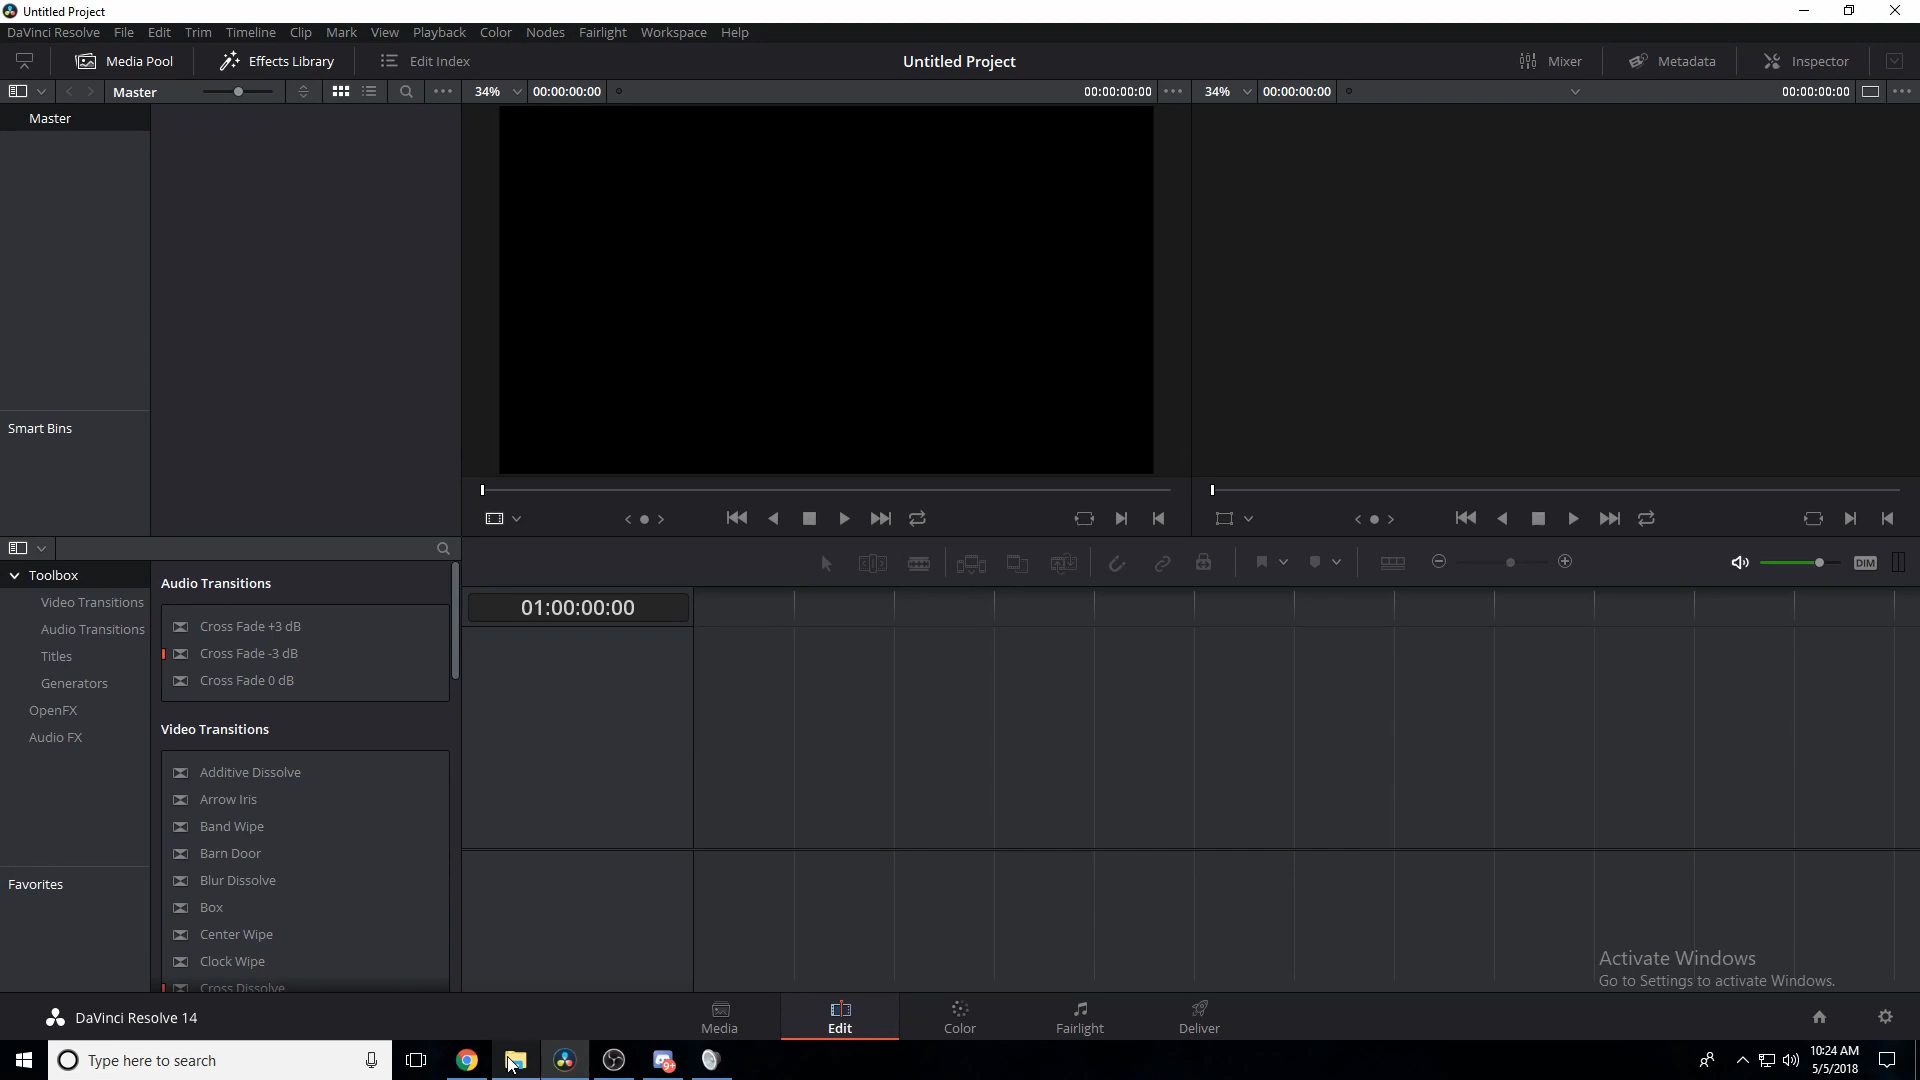 Untitled Project
DaVinci Resolve File Edit Trim Timeline Clip Mark View Playback Color Nodes Fairlight Workspace Help
Media Pool Effects Library Edit Index Untitled Project Mixer Metadata Inspector
Master 34% 00:00:00:00 00:00:00:00 34% 00:00:00:00 00:00:00:00
Master
Smart Bins
Toolbox
Video Transitions
Audio Transitions
Titles
Generators
OpenFX
Audio FX
Favorites
Audio Transitions
Cross Fade +3 dB
Cross Fade -3 dB
Cross Fade 0 dB
Video Transitions
Additive Dissolve
Arrow Iris
Band Wipe
Barn Door
Blur Dissolve
Box
Center Wipe
Clock Wipe
Cross Dissolve
DIM
01:00:00:00
Activate Windows
Go to Settings to activate Windows.
DaVinci Resolve 14
Media Edit Color Fairlight Deliver
Type here to search
9+
10:24 AM
5/5/2018